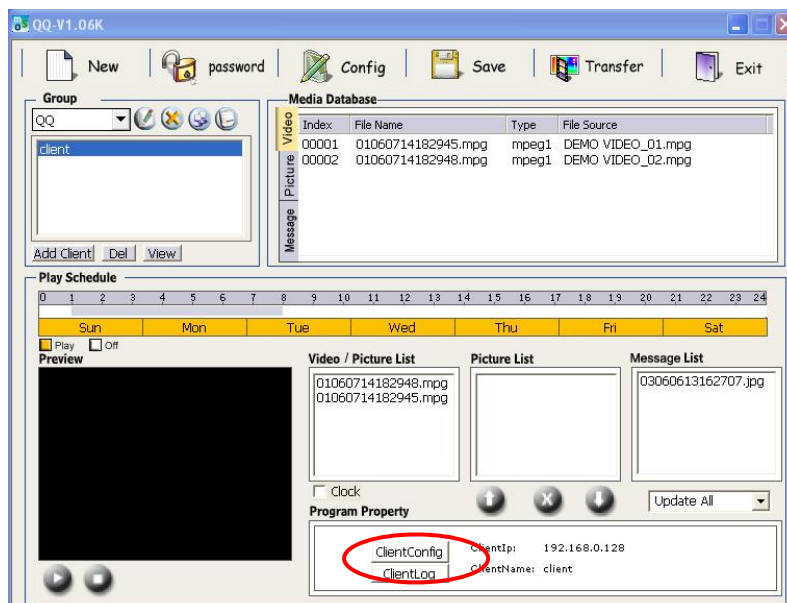 QQ-V1.06K
New password Config Save Transfer Exit
Group
QQ
client
Add Client Del View
Media Database
Video
Picture
Message
Index File Name Type File Source
00001 01060714182945.mpg mpeg1 DEMO VIDEO_01.mpg
00002 01060714182948.mpg mpeg1 DEMO VIDEO_02.mpg
Play Schedule
0 1 2 3 4 5 6 7 8 9 10 11 12 13 14 15 16 17 18 19 20 21 22 23 24
Sun Mon Tue Wed Thu Fri Sat
Play Off
Preview
Video / Picture List
01060714182948.mpg
01060714182945.mpg
Clock
Picture List
Message List
03060613162707.jpg
Update All
Program Property
ClientConfig ClientIp: 192.168.0.128
ClientLog ClientName: client